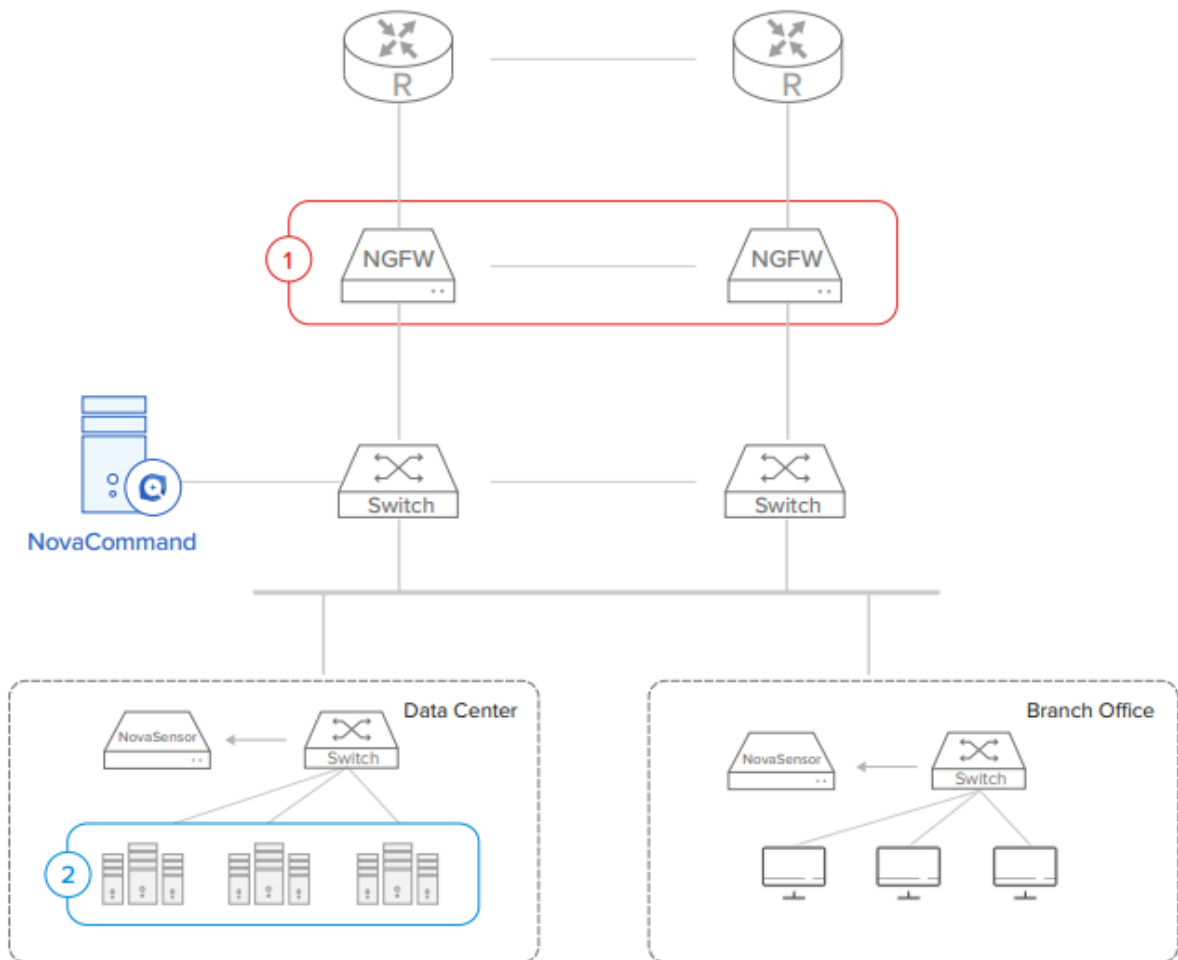 R
R
1
NGFW
NGFW
Switch
Switch
NovaCommand
Data Center
NovaSensor
Switch
2
Branch Office
NovaSensor
Switch